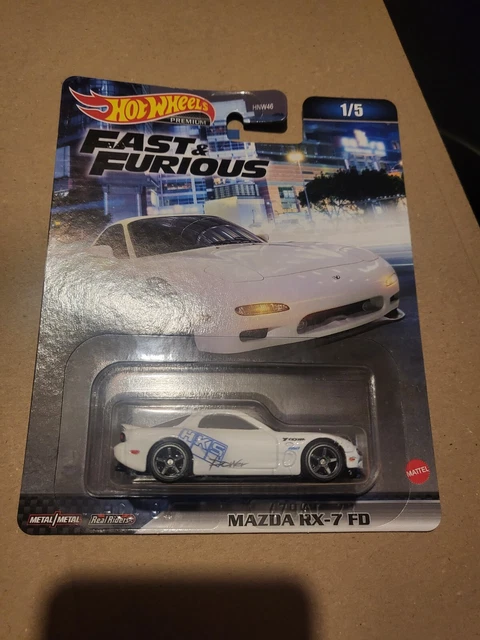 HOT WHEELS
PREMIUM
HNW46
1/5
FAST &
FURIOUS
HKS
MATTEL
METAL/METAL
Real Riders
MAZDA RX-7 FD